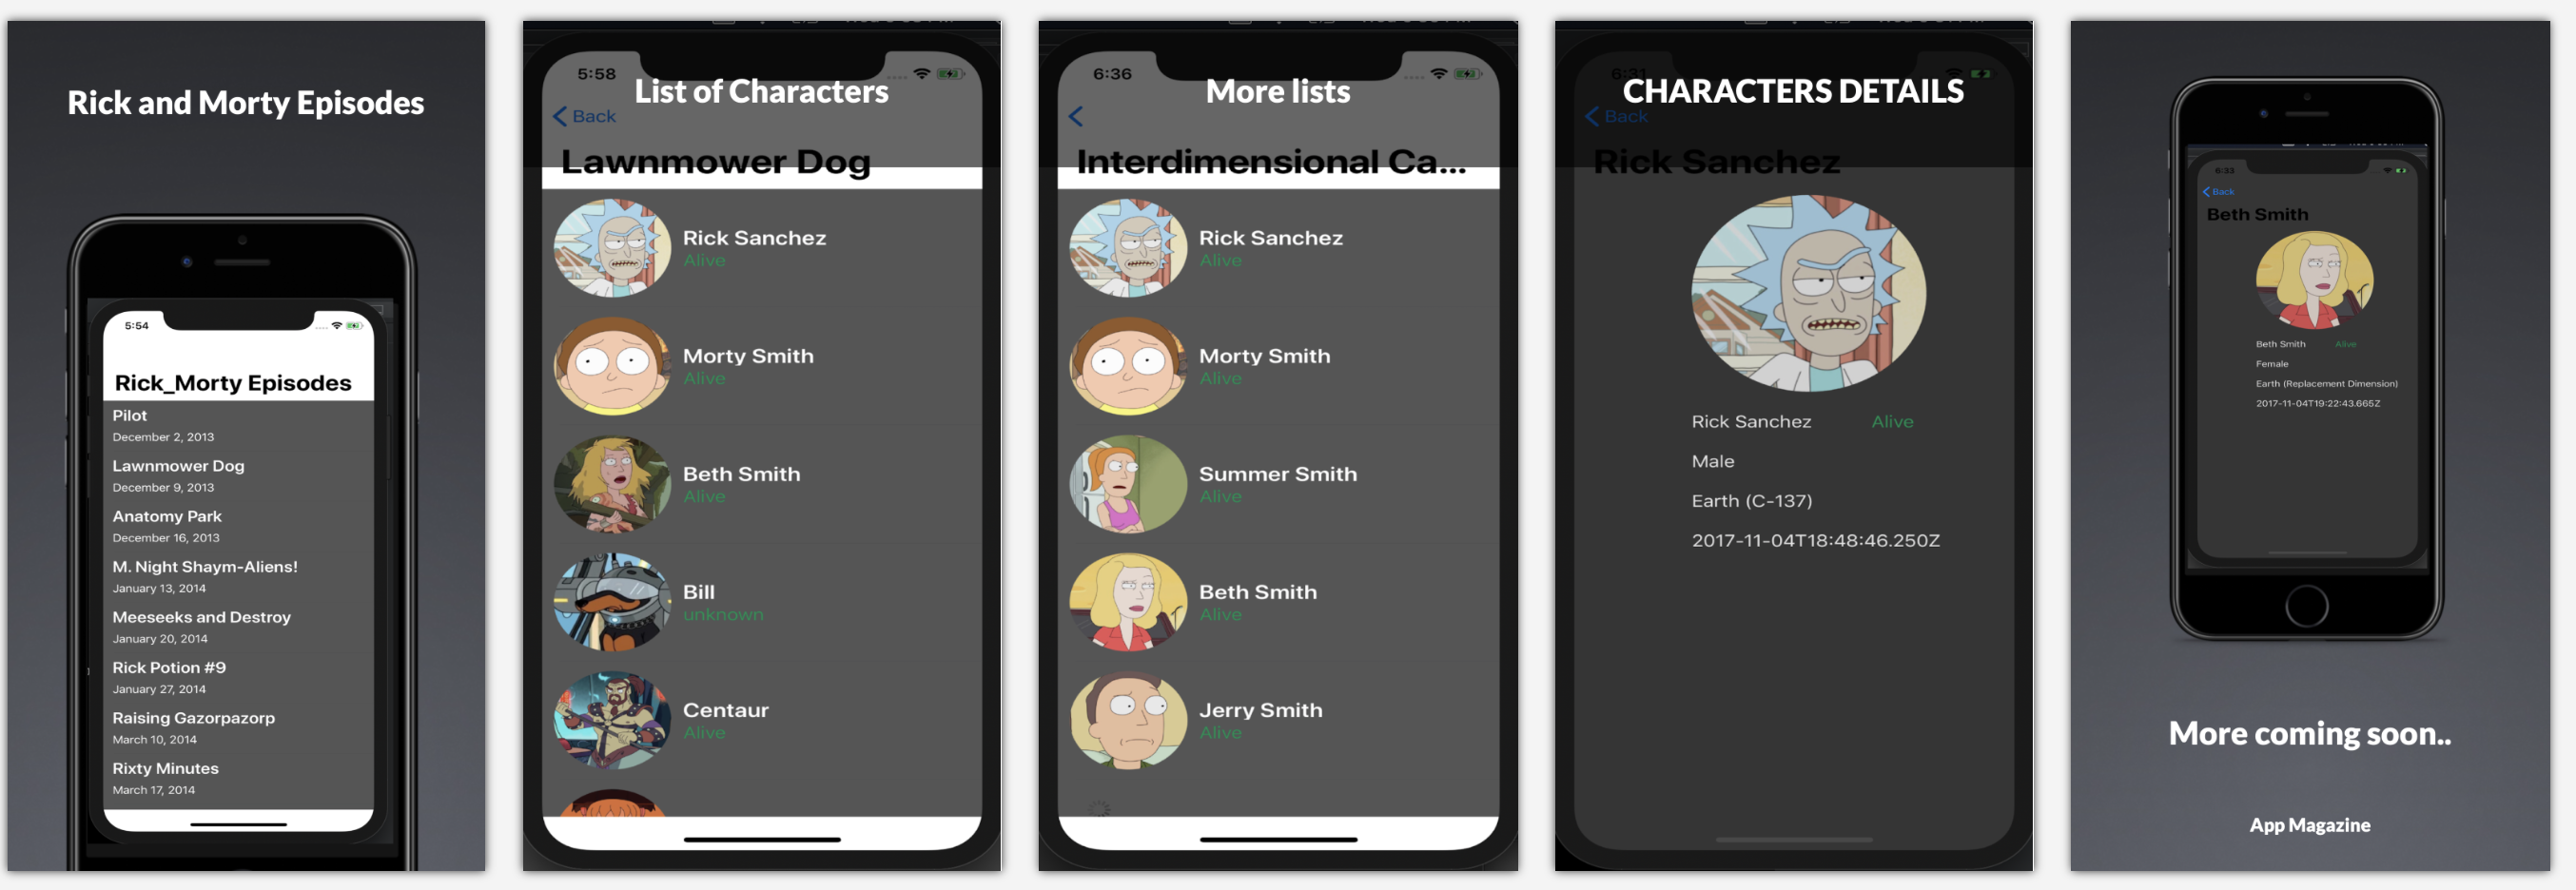 Rick and Morty Episodes
5:54
Rick_Morty Episodes
Pilot
December 2, 2013
Lawnmower Dog
December 9, 2013
Anatomy Park
December 16, 2013
M. Night Shaym-Aliens!
January 13, 2014
Meeseeks and Destroy
January 20, 2014
Rick Potion #9
January 27, 2014
Raising Gazorpazorp
March 10, 2014
Rixty Minutes
March 17, 2014
5:58
List of Characters
Back
Lawnmower Dog
Rick Sanchez
Alive
Morty Smith
Alive
Beth Smith
Alive
Bill
unknown
Centaur
Alive
6:36
More lists
Interdimensional Ca...
Rick Sanchez
Alive
Morty Smith
Alive
Summer Smith
Alive
Beth Smith
Alive
Jerry Smith
Alive
6:31
CHARACTERS DETAILS
Back
Rick Sanchez
Rick Sanchez Alive
Male
Earth (C-137)
2017-11-04T18:48:46.250Z
6:33
Back
Beth Smith
Beth Smith Alive
Female
Earth (Replacement Dimension)
2017-11-04T19:22:43.665Z
More coming soon..
App Magazine